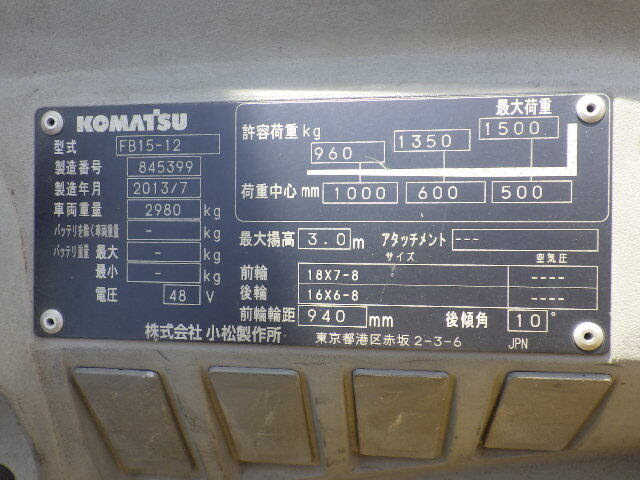 KOMATSU
型式 FB15-12
製造番号 845399
製造年月 2013/7
車両重量 2980 kg
バッテリを除く車両重量 - kg
バッテリ重量 最大 - kg
最小 - kg
電圧 48 V
最大荷重
許容荷重 kg 960 1350 1500
荷重中心 mm 1000 600 500
最大揚高 3.0 m アタッチメント ---
サイズ 空気圧
前輪 18X7-8 ----
後輪 16X6-8 ----
前輪輪距 940 mm 後傾角 10°
株式会社 小松製作所 東京都港区赤坂 2-3-6 JPN